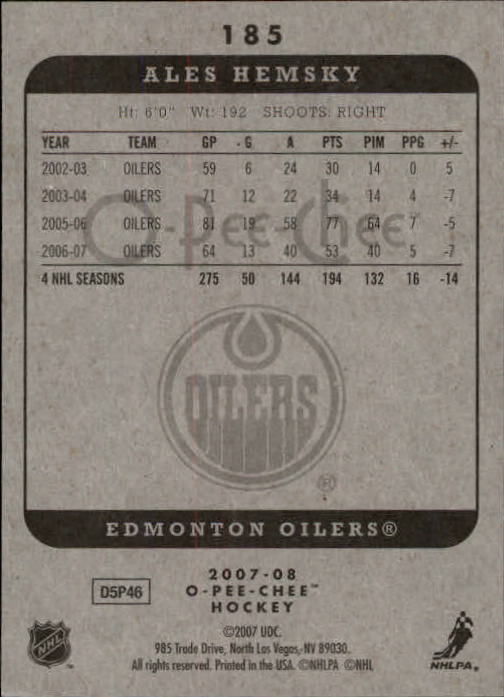 185
ALES HEMSKY
Ht: 6'0" Wt: 192 SHOOTS: RIGHT
YEAR TEAM GP G A PTS PIM PPG +/-
2002-03 OILERS 59 6 24 30 14 0 5
2003-04 OILERS 71 12 22 34 14 4 -7
2005-06 OILERS 81 19 58 77 64 7 -5
2006-07 OILERS 64 13 40 53 40 5 -7
4 NHL SEASONS 275 50 144 194 132 16 -14
O-Pee-Chee
OILERS
®
EDMONTON OILERS®
2007-08
D5P46 O-PEE-CHEE™
HOCKEY
©2007 UDC.
985 Trade Drive, North Las Vegas, NV 89030.
All rights reserved. Printed in the USA. ©NHLPA ©NHL
NHL ™
NHLPA®